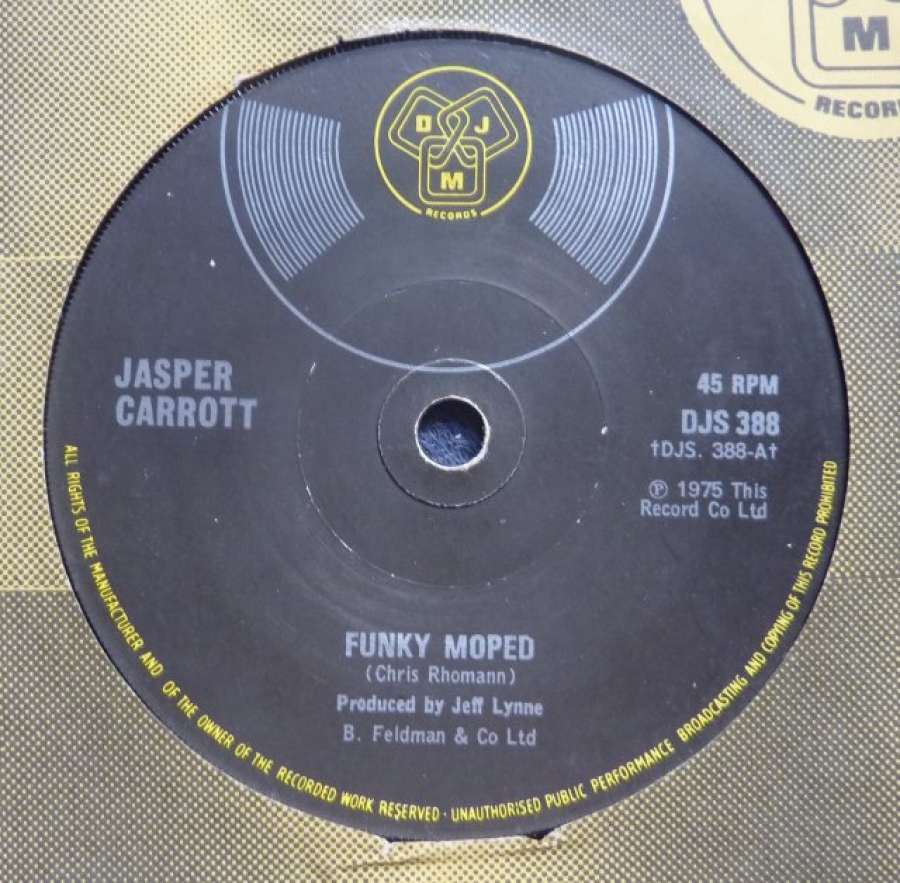 D J
M
RECORDS
M
RECOR
JASPER
CARROTT
45 RPM
DJS 388
†DJS. 388-A†
℗ 1975 This
Record Co Ltd
FUNKY MOPED
(Chris Rhomann)
Produced by Jeff Lynne
B. Feldman & Co Ltd
ALL RIGHTS OF THE MANUFACTURER AND OF THE OWNER OF THE RECORDED WORK RESERVED · UNAUTHORISED PUBLIC PERFORMANCE BROADCASTING AND COPYING OF THIS RECORD PROHIBITED